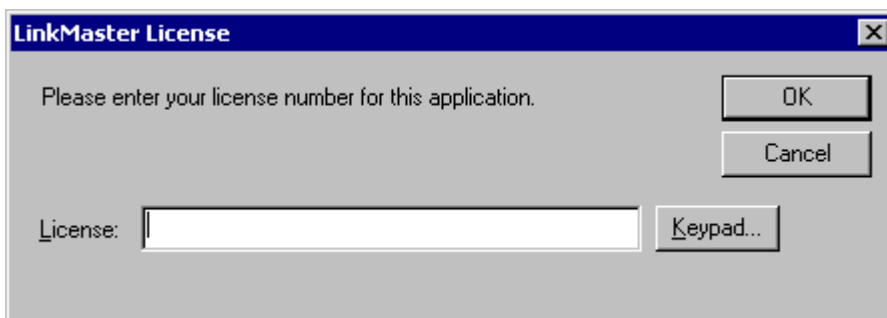 LinkMaster License
Please enter your license number for this application.
OK
Cancel
License:
Keypad...